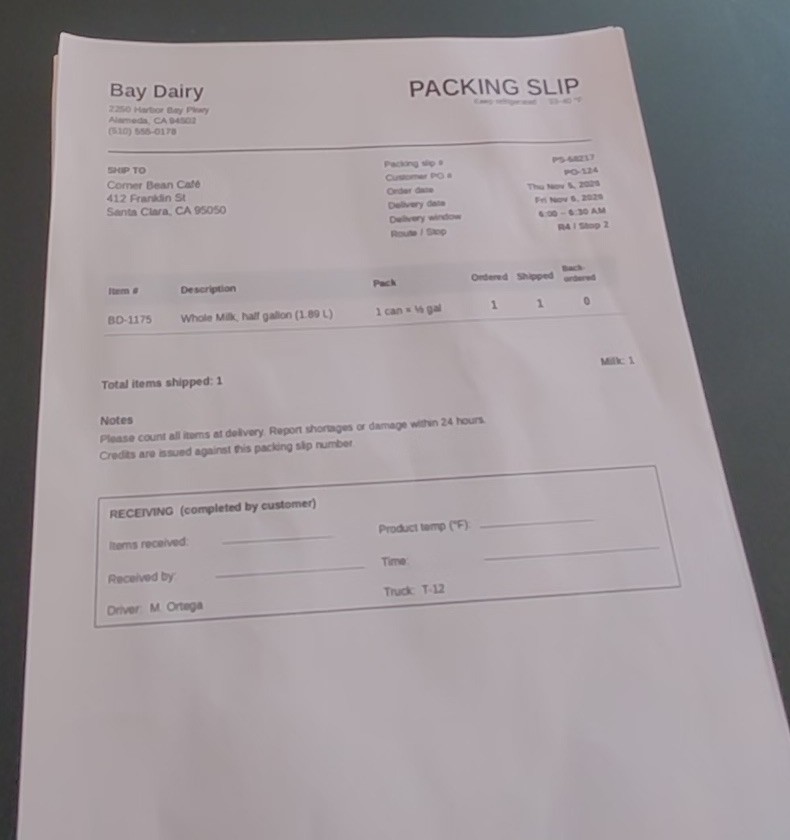 Bay Dairy
PACKING SLIP
2250 Harbor Bay Pkwy
Keep refrigerated
Alameda, CA 94502
(510) 555-0178
SHIP TO
Corner Bean Café
412 Franklin St
Santa Clara, CA 95050
Packing slip # PS-68217
Customer PO # PO-124
Order date Thu Nov 5, 2026
Delivery date Fri Nov 6, 2026
Delivery window 6:00 – 6:30 AM
Route / Stop R4 / Stop 2
Item # Description Pack Ordered Shipped Back-ordered
BD-1175 Whole Milk, half gallon (1.89 L) 1 can × ½ gal 1 1 0
Milk: 1
Total items shipped: 1
Notes
Please count all items at delivery. Report shortages or damage within 24 hours.
Credits are issued against this packing slip number.
RECEIVING (completed by customer)
Items received: Product temp (°F):
Received by: Time:
Driver: M. Ortega Truck: T-12